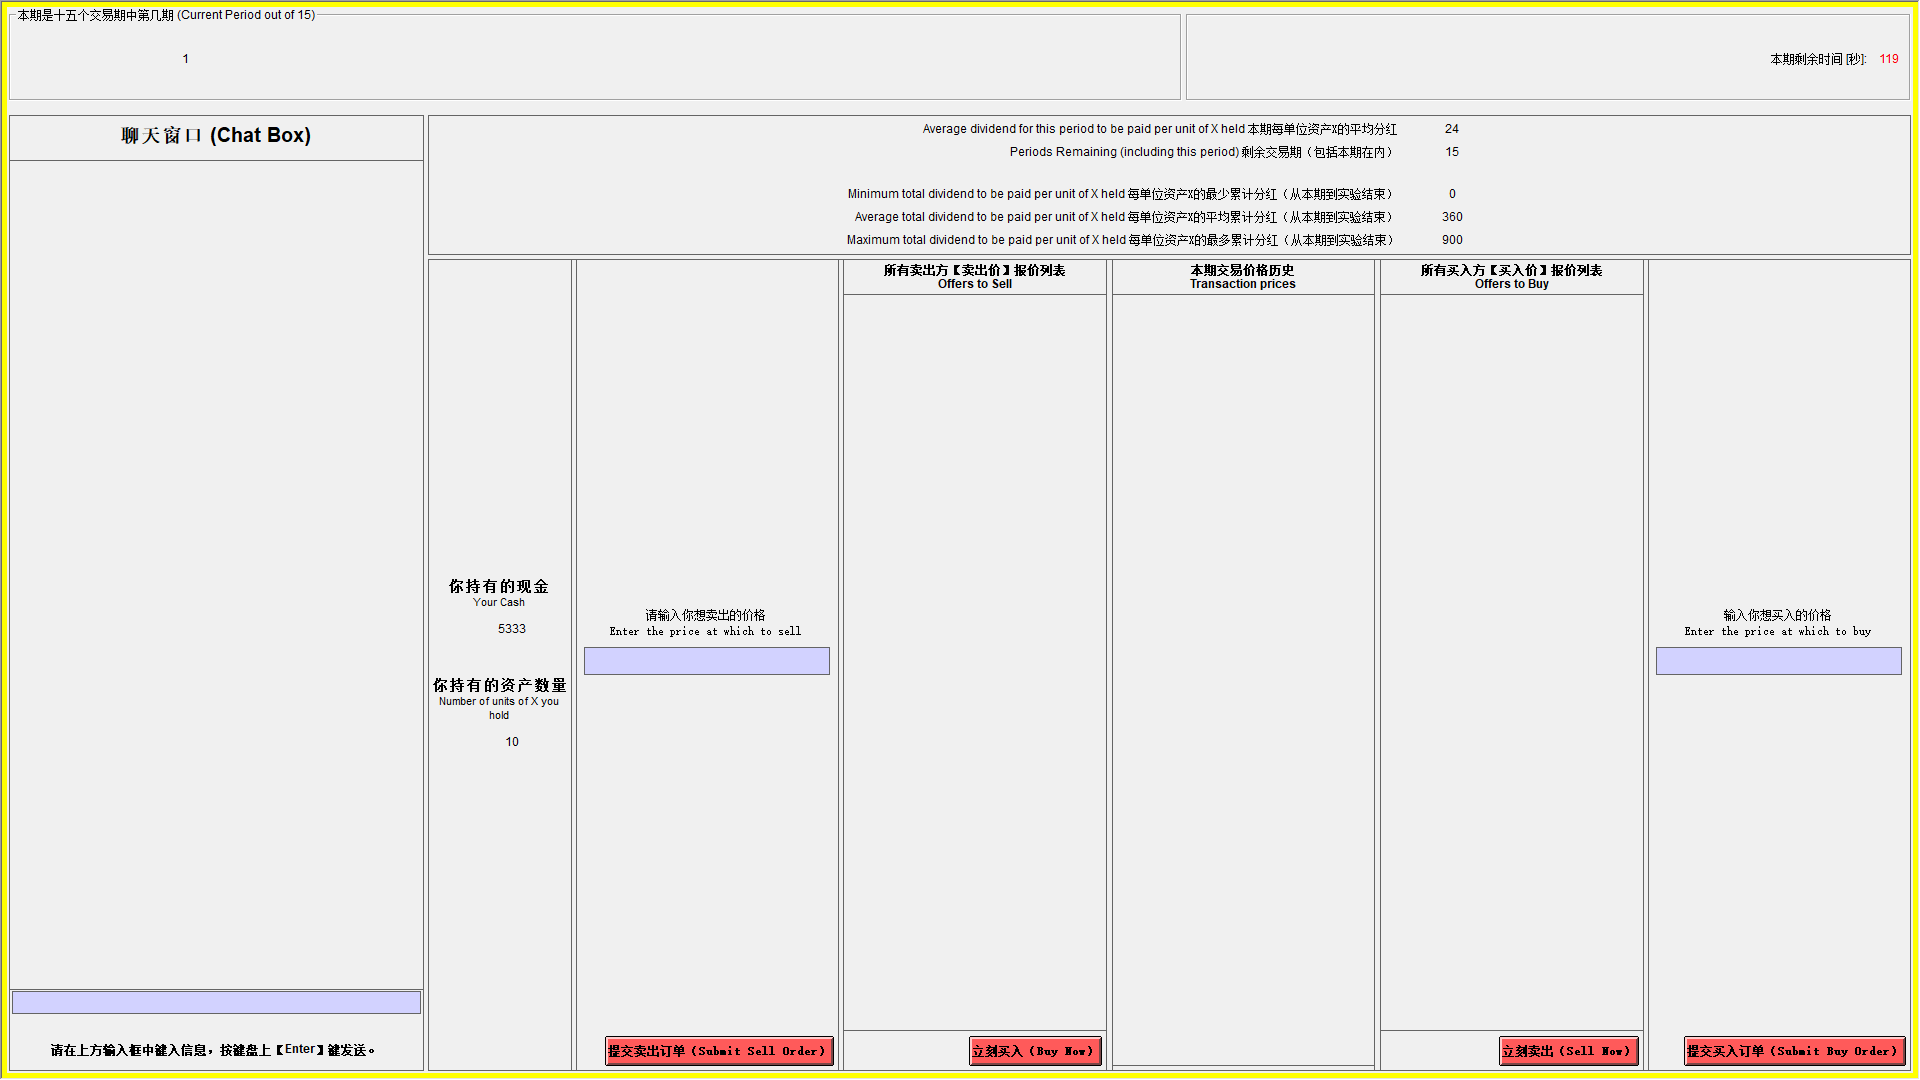 本期是十五个交易期中第几期 (Current Period out of 15)
1
本期剩余时间 [秒]: 119
聊天窗口 (Chat Box)
Average dividend for this period to be paid per unit of X held 本期每单位资产X的平均分红 24
Periods Remaining (including this period) 剩余交易期（包括本期在内） 15
Minimum total dividend to be paid per unit of X held 每单位资产X的最少累计分红（从本期到实验结束） 0
Average total dividend to be paid per unit of X held 每单位资产X的平均累计分红（从本期到实验结束） 360
Maximum total dividend to be paid per unit of X held 每单位资产X的最多累计分红（从本期到实验结束） 900
你持有的现金
Your Cash
5333
你持有的资产数量
Number of units of X you
hold
10
请输入你想卖出的价格
Enter the price at which to sell
提交卖出订单（Submit Sell Order）
所有卖出方【卖出价】报价列表
Offers to Sell
立刻买入（Buy Now）
本期交易价格历史
Transaction prices
所有买入方【买入价】报价列表
Offers to Buy
立刻卖出（Sell Now）
输入你想买入的价格
Enter the price at which to buy
提交买入订单（Submit Buy Order）
请在上方输入框中键入信息，按键盘上【Enter】键发送。